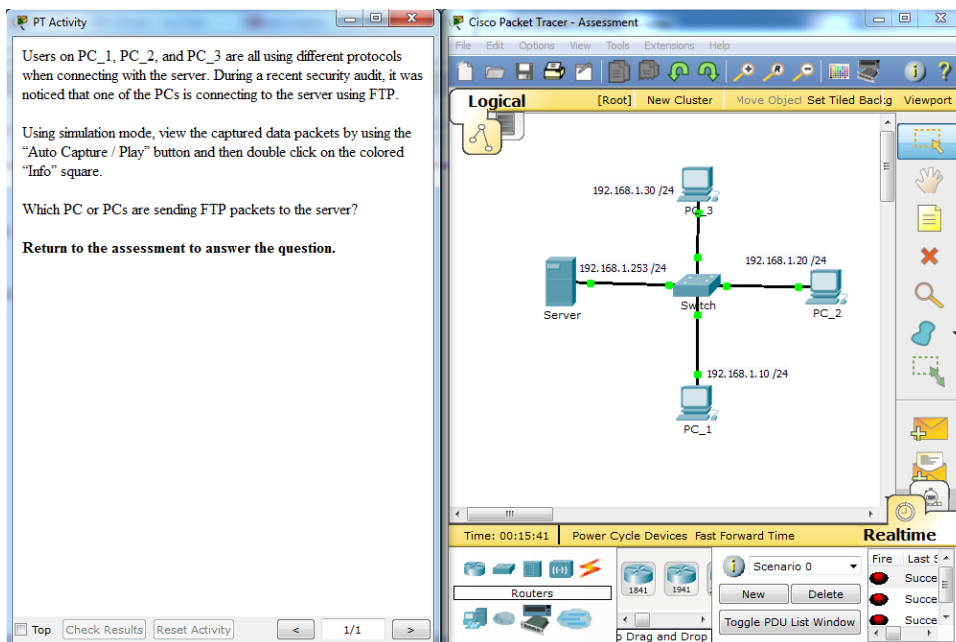 PT Activity
Users on PC_1, PC_2, and PC_3 are all using different protocols
when connecting with the server. During a recent security audit, it was
noticed that one of the PCs is connecting to the server using FTP.
Using simulation mode, view the captured data packets by using the
“Auto Capture / Play” button and then double click on the colored
“Info” square.
Which PC or PCs are sending FTP packets to the server?
Return to the assessment to answer the question.
Top Check Results Reset Activity < 1/1 >
Cisco Packet Tracer - Assessment
File Edit Options View Tools Extensions Help
Logical [Root] New Cluster Move Object Set Tiled Viewport
192.168.1.30 /24
PC_3
192.168.1.253 /24
192.168.1.20 /24
Server
Switch
PC_2
192.168.1.10 /24
PC_1
Time: 00:15:41 Power Cycle Devices Fast Forward Time Realtime
Routers
1841 1941
Drag and Drop
Scenario 0
New Delete
Toggle PDU List Window
Fire Last S
Succe
Succe
Succe